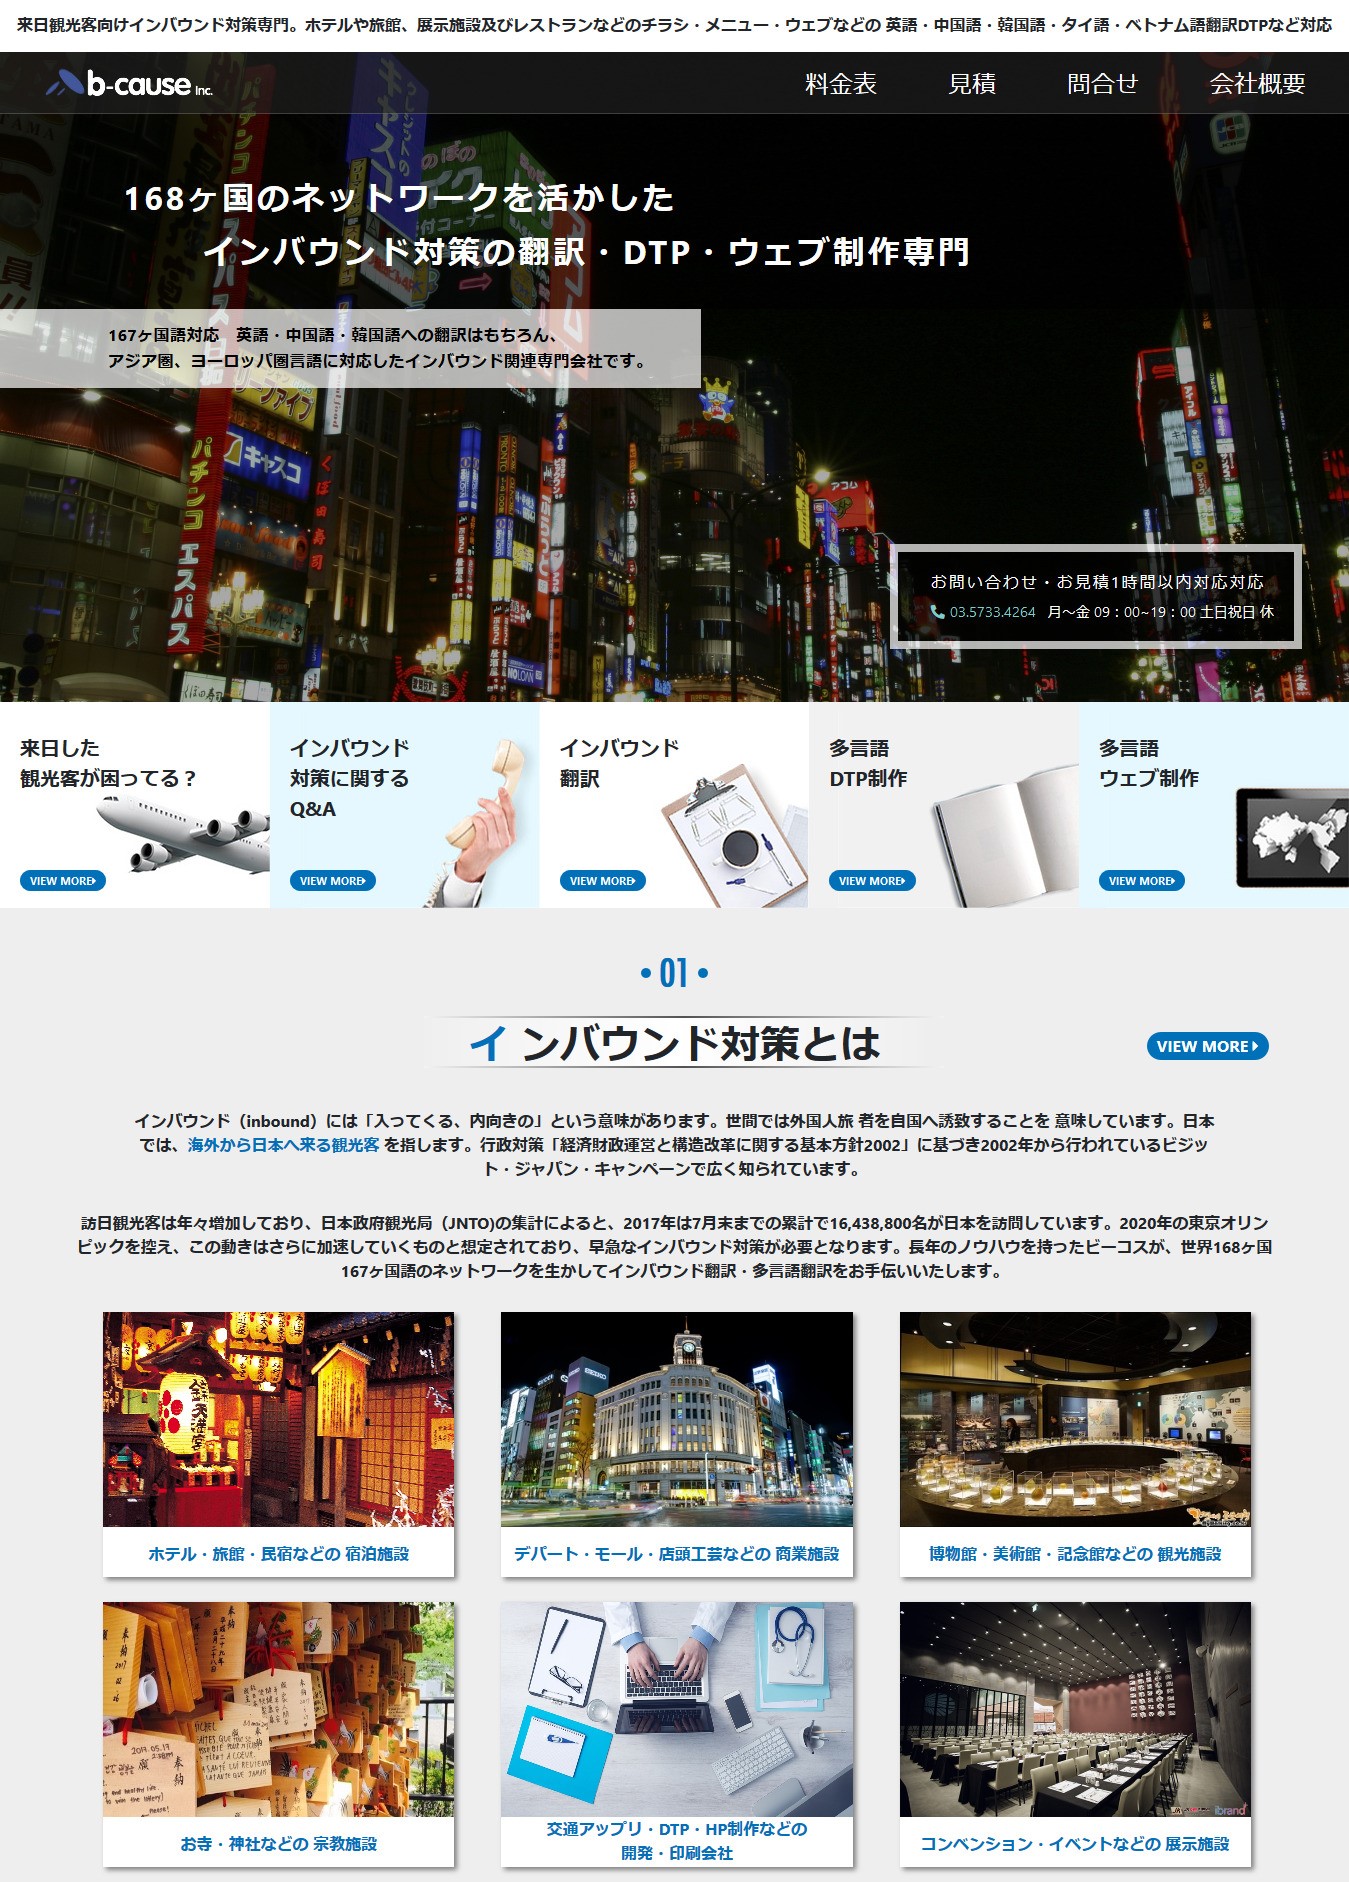 来日観光客向けインバウンド対策専門。ホテルや旅館、展示施設及びレストランなどのチラシ・メニュー・ウェブなどの 英語・中国語・韓国語・タイ語・ベトナム語翻訳DTPなど対応
b-cause Inc.
料金表 見積 問合せ 会社概要
168ヶ国のネットワークを活かした
インバウンド対策の翻訳・DTP・ウェブ制作専門
167ヶ国語対応　英語・中国語・韓国語への翻訳はもちろん、
アジア圏、ヨーロッパ圏言語に対応したインバウンド関連専門会社です。
JCB
パチンコ エスパス
キャスコ
くぼ田寿司
アコム
NOLOAN
お問い合わせ・お見積1時間以内対応対応
03.5733.4264 月〜金 09：00~19：00 土日祝日 休
来日した
観光客が困ってる？
VIEW MORE
インバウンド
対策に関する
Q&A
VIEW MORE
インバウンド
翻訳
VIEW MORE
多言語
DTP制作
VIEW MORE
多言語
ウェブ制作
VIEW MORE
• 01 •
インバウンド対策とは
VIEW MORE
インバウンド（inbound）には「入ってくる、内向きの」という意味があります。世間では外国人旅 者を自国へ誘致することを 意味しています。日本
では、海外から日本へ来る観光客 を指します。行政対策「経済財政運営と構造改革に関する基本方針2002」に基づき2002年から行われているビジッ
ト・ジャパン・キャンペーンで広く知られています。
訪日観光客は年々増加しており、日本政府観光局（JNTO)の集計によると、2017年は7月末までの累計で16,438,800名が日本を訪問しています。2020年の東京オリン
ピックを控え、この動きはさらに加速していくものと想定されており、早急なインバウンド対策が必要となります。長年のノウハウを持ったビーコスが、世界168ヶ国
167ヶ国語のネットワークを生かしてインバウンド翻訳・多言語翻訳をお手伝いいたします。
SEIKO
ホテル・旅館・民宿などの 宿泊施設
デパート・モール・店頭工芸などの 商業施設
博物館・美術館・記念館などの 観光施設
2017.05.17
お寺・神社などの 宗教施設
交通アップリ・DTP・HP制作などの
開発・印刷会社
ibrand
コンベンション・イベントなどの 展示施設